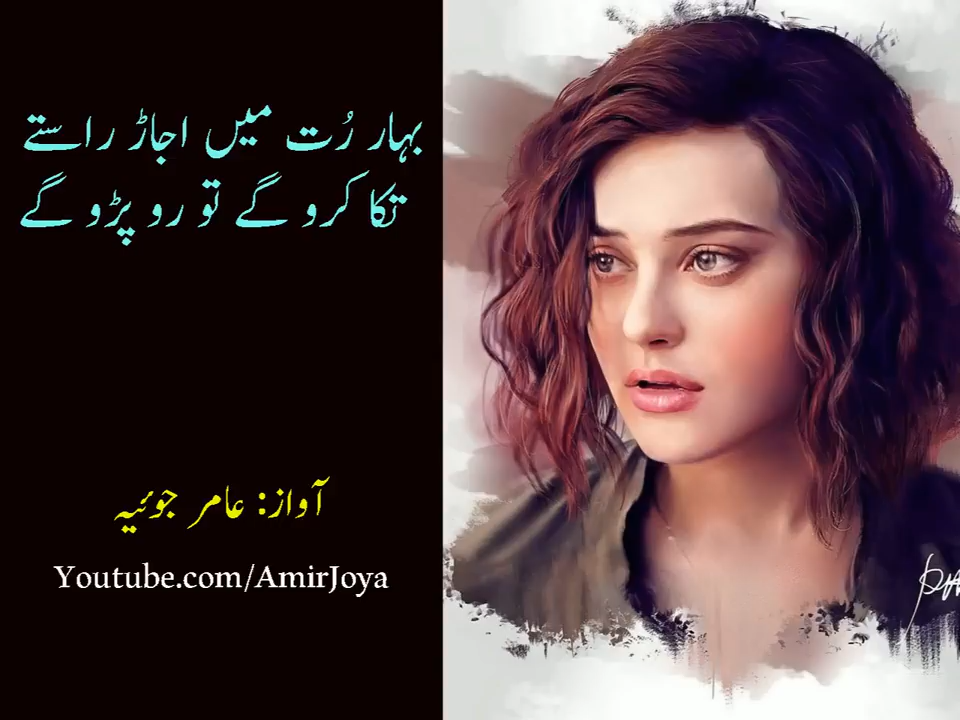 بہار رُت میں اجاڑ راستے
تکا کرو گے تو رو پڑو گے
آواز: عامر جوئیہ
Youtube.com/AmirJoya